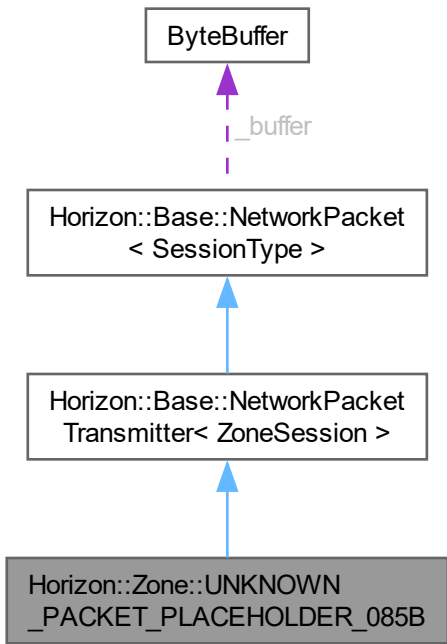 ByteBuffer
_buffer
Horizon::Base::NetworkPacket
< SessionType >
Horizon::Base::NetworkPacket
Transmitter< ZoneSession >
Horizon::Zone::UNKNOWN
_PACKET_PLACEHOLDER_085B